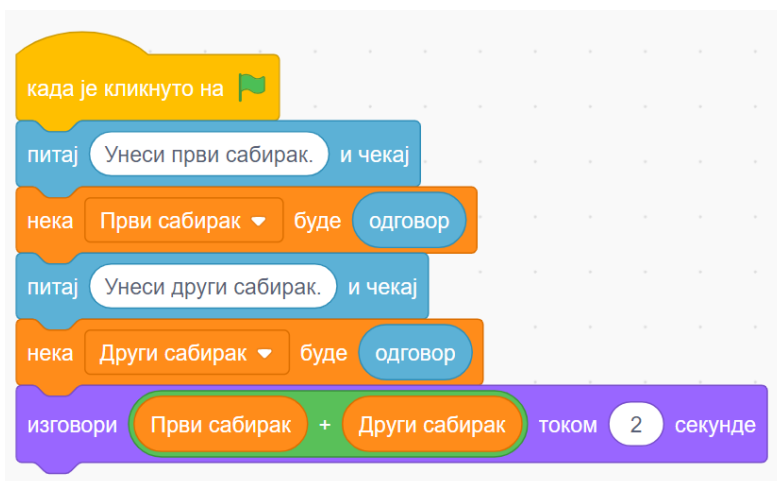 када је кликнуто на
питај Унеси први сабирак. и чекај
нека Први сабирак буде одговор
питај Унеси други сабирак. и чекај
нека Други сабирак буде одговор
изговори Први сабирак + Други сабирак током 2 секунде